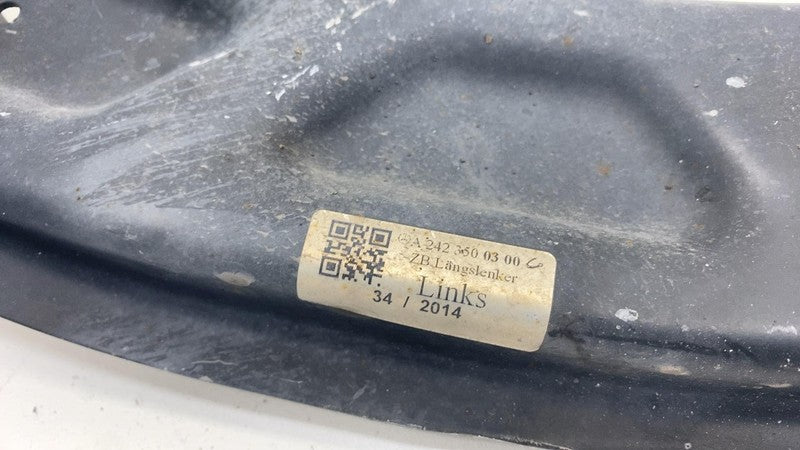 A 242 350 03 00
ZB.Längslenker
Links
34 / 2014